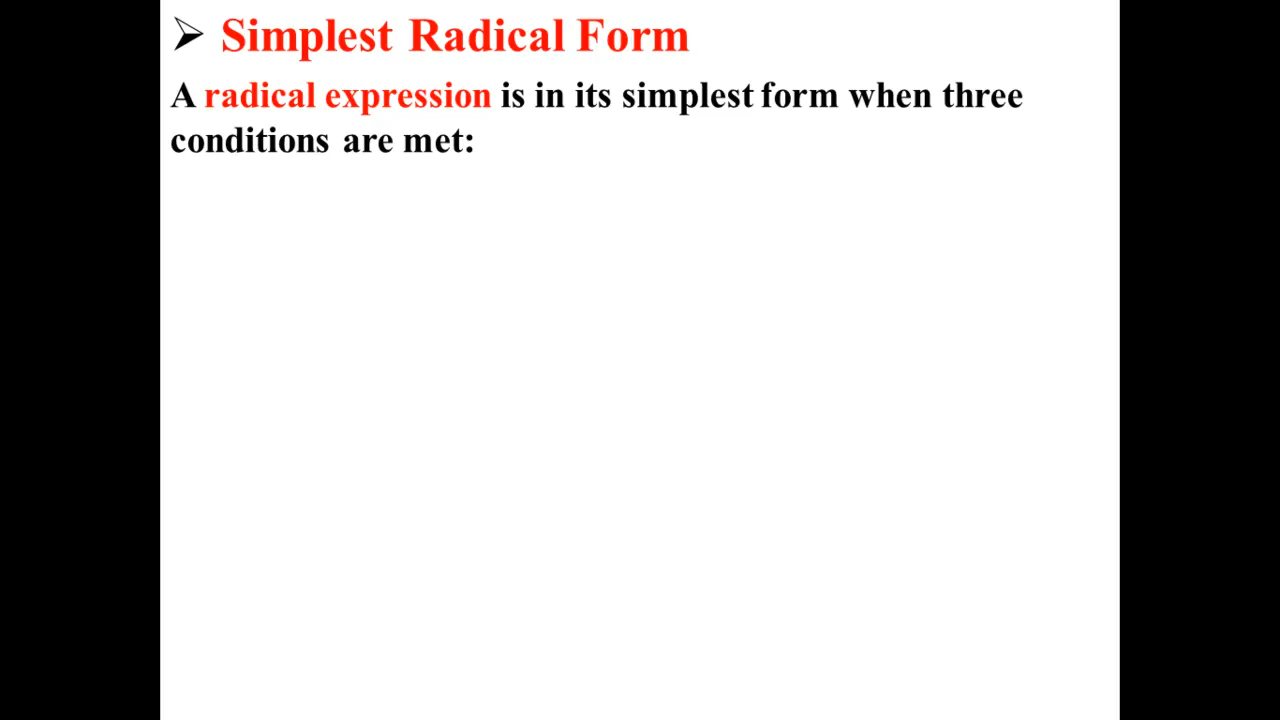 ➢ Simplest Radical Form
A radical expression is in its simplest form when three
conditions are met: